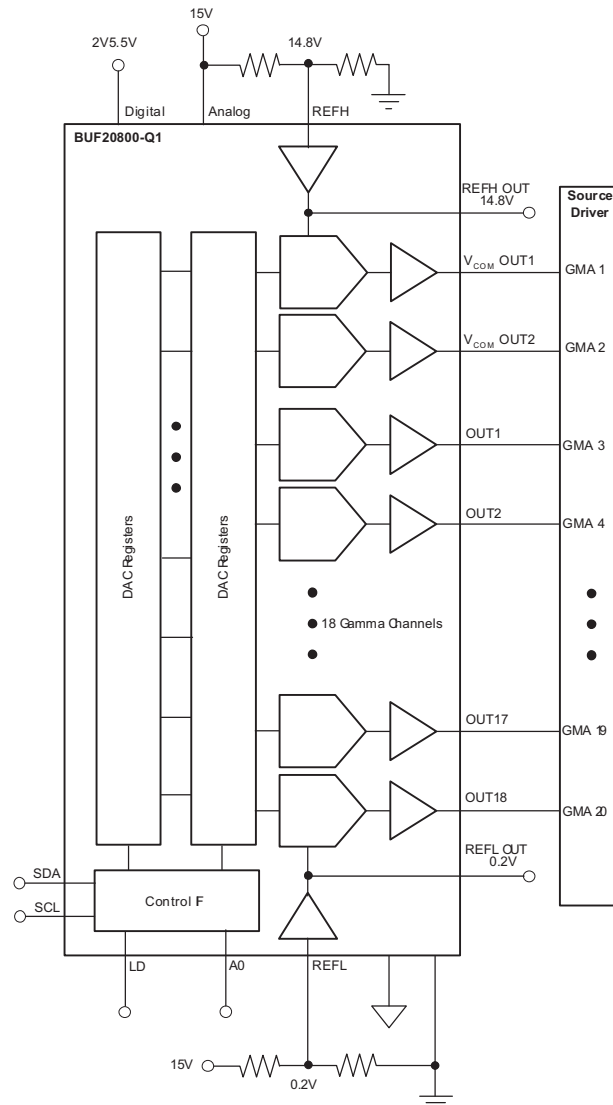 15V
2V5.5V
14.8V
Digital
Analog
REFH
BUF20800-Q1
REFH OUT
14.8V
Source
Driver
VCOM OUT1
GMA 1
VCOM OUT2
GMA 2
OUT1
GMA 3
OUT2
GMA 4
DAC Registers
DAC Registers
18 Gamma Channels
OUT17
GMA 19
OUT18
GMA 20
REFL OUT
0.2V
SDA
SCL
Control F
LD
A0
REFL
15V
0.2V